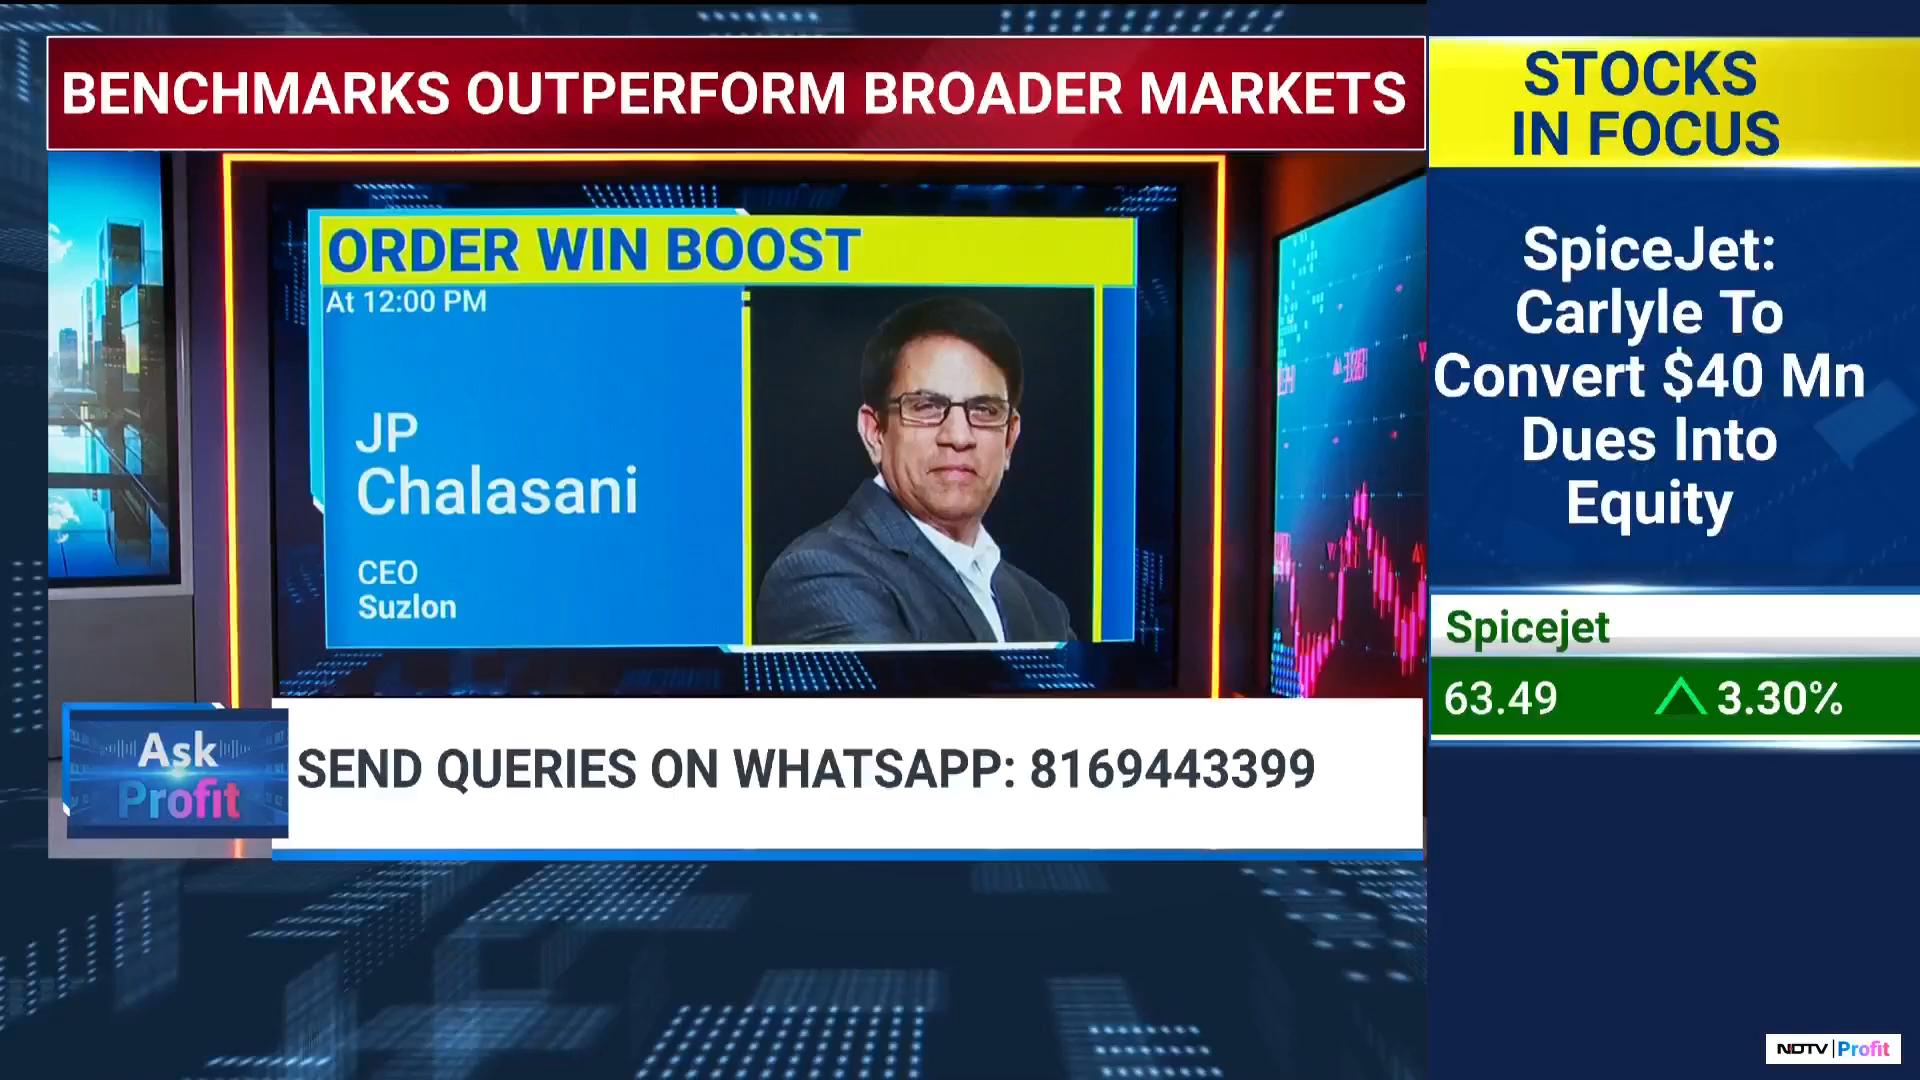 BENCHMARKS OUTPERFORM BROADER MARKETS
ORDER WIN BOOST
At 12:00 PM
JP
Chalasani
CEO
Suzlon
Ask
Profit
SEND QUERIES ON WHATSAPP: 8169443399
STOCKS
IN FOCUS
SpiceJet:
Carlyle To
Convert $40 Mn
Dues Into
Equity
Spicejet
63.49 3.30%
NDTV Profit